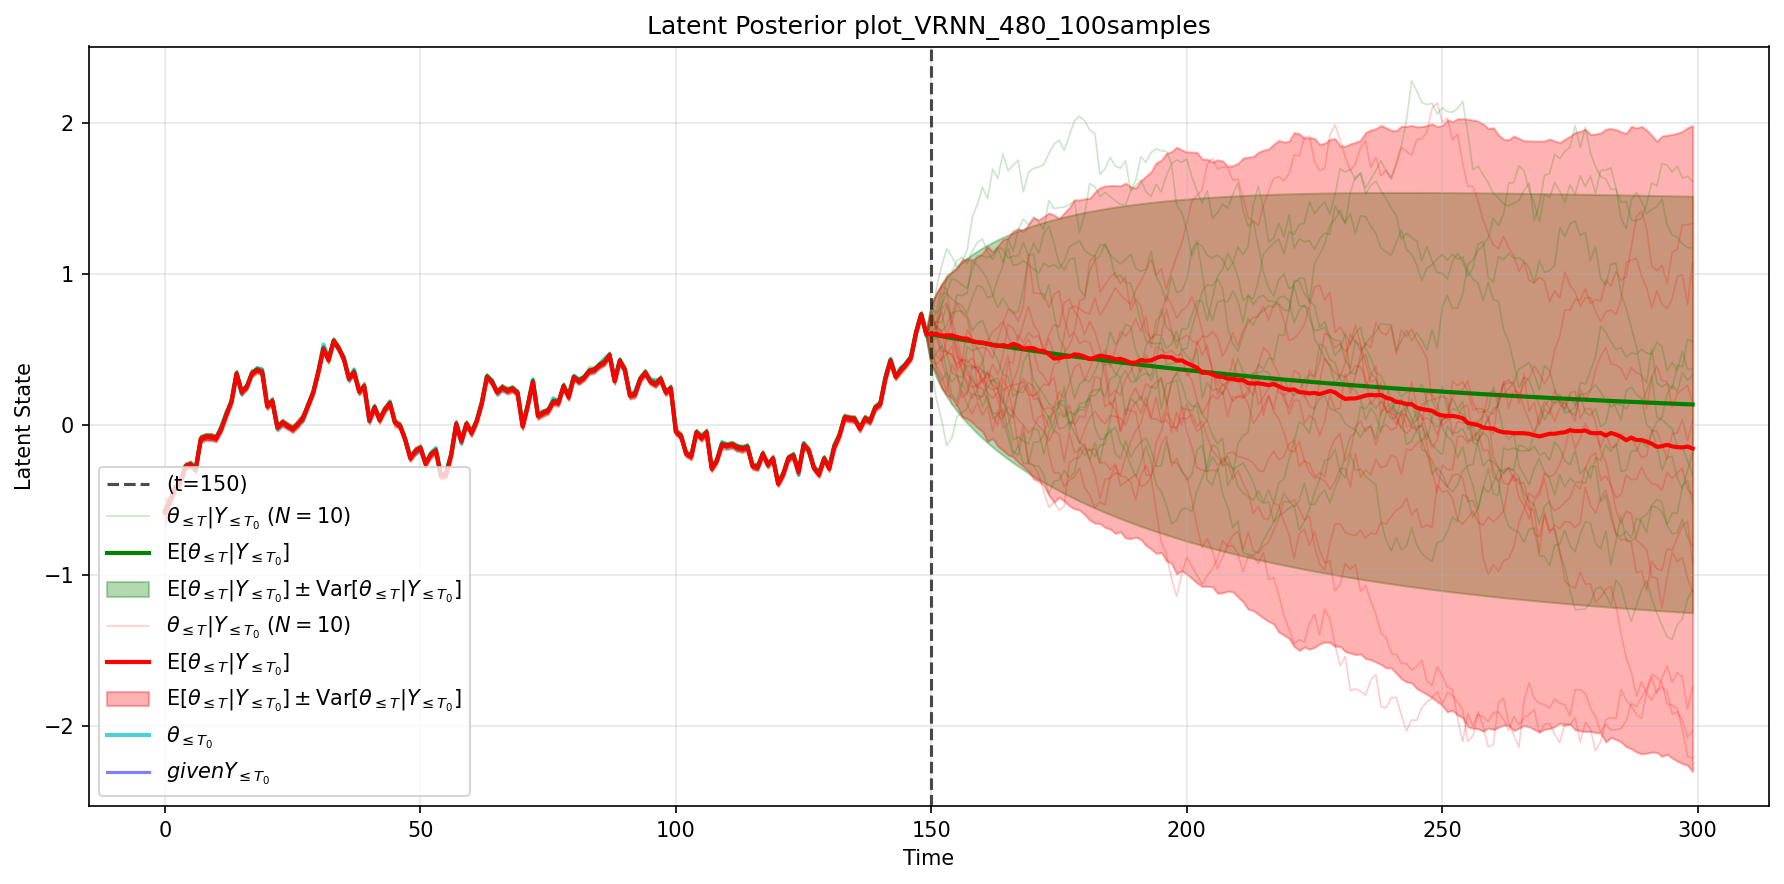 Latent Posterior plot_VRNN_480_100samples
Latent State
2
1
0
−1
−2
(t=150)
θ≤T|Y≤T₀ (N = 10)
E[θ≤T|Y≤T₀]
E[θ≤T|Y≤T₀] ± Var[θ≤T|Y≤T₀]
θ≤T|Y≤T₀ (N = 10)
E[θ≤T|Y≤T₀]
E[θ≤T|Y≤T₀] ± Var[θ≤T|Y≤T₀]
θ≤T₀
givenY≤T₀
0 50 100 150 200 250 300
Time